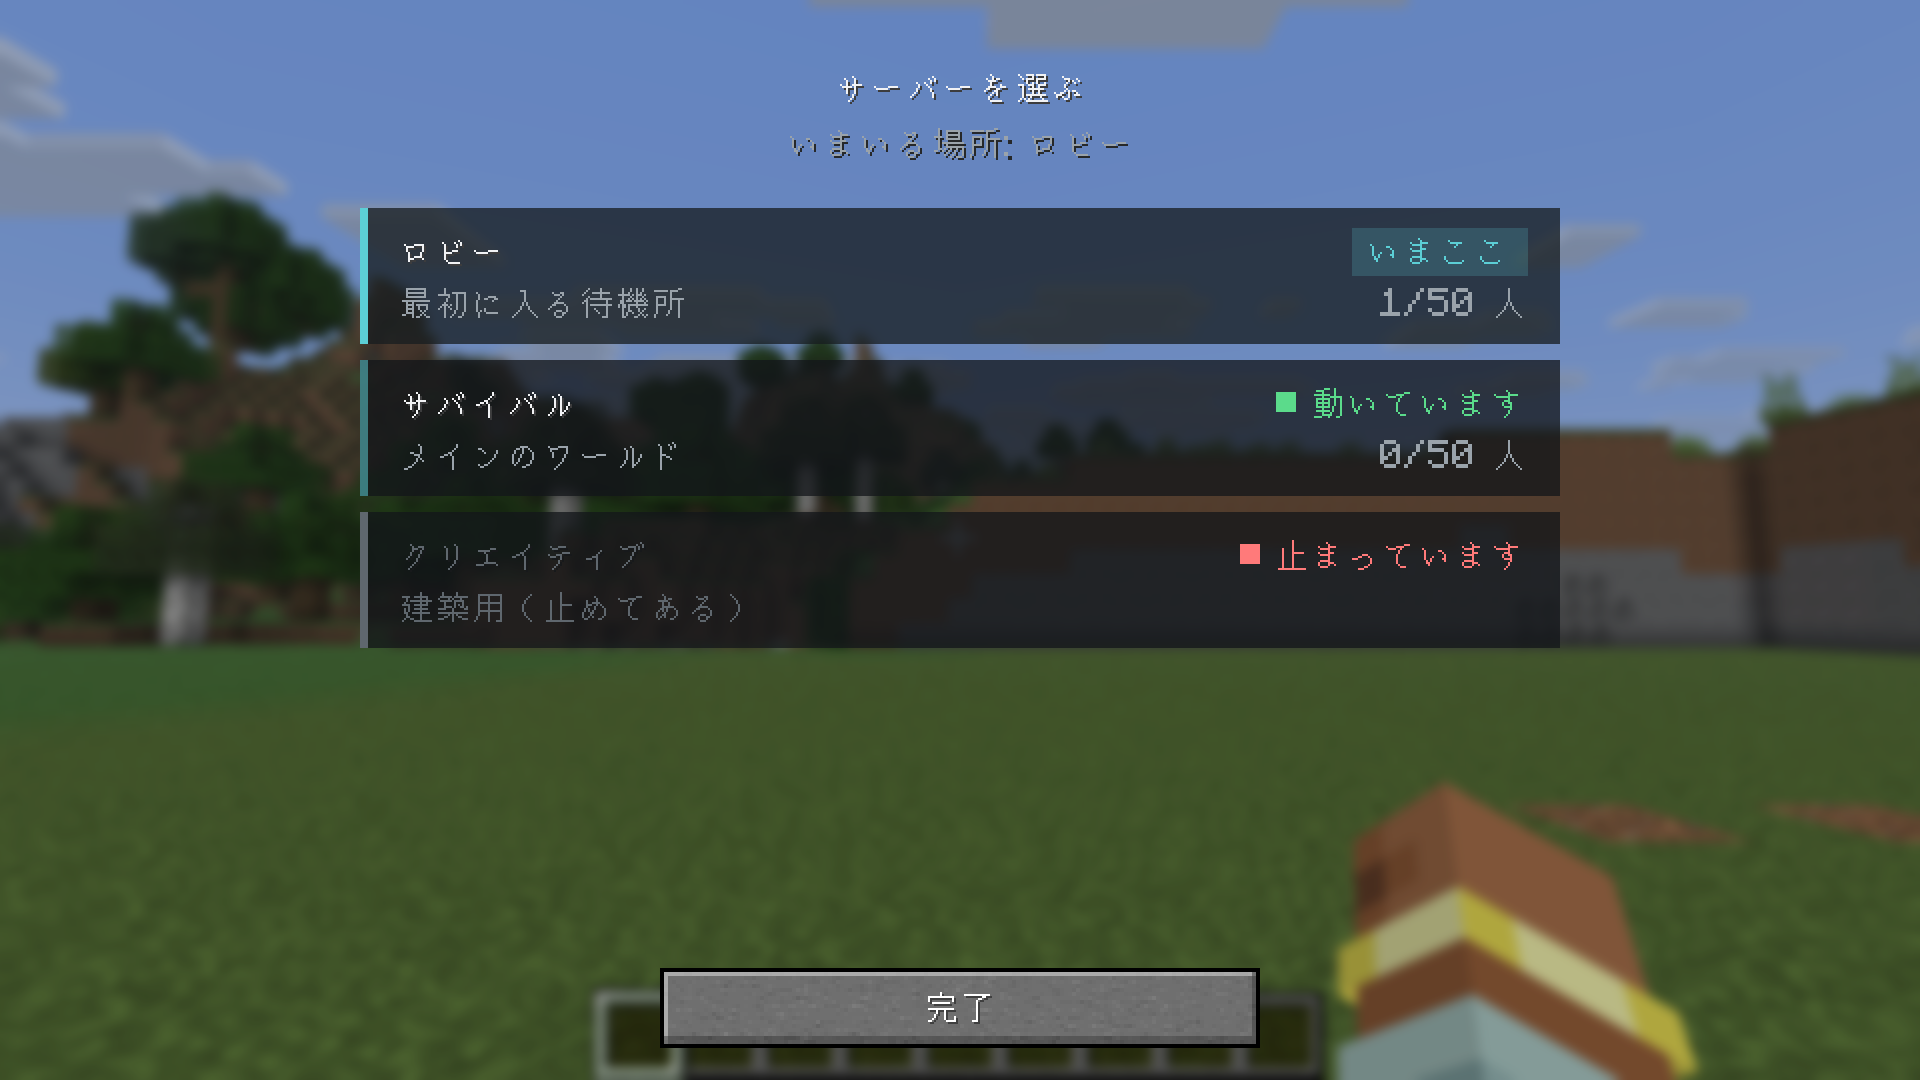 サーバーを選ぶ
いまいる場所: ロビー
ロビー
いまここ
最初に入る待機所
1/50 人
サバイバル
■ 動いています
メインのワールド
0/50 人
クリエイティブ
■ 止まっています
建築用（止めてある）
完了